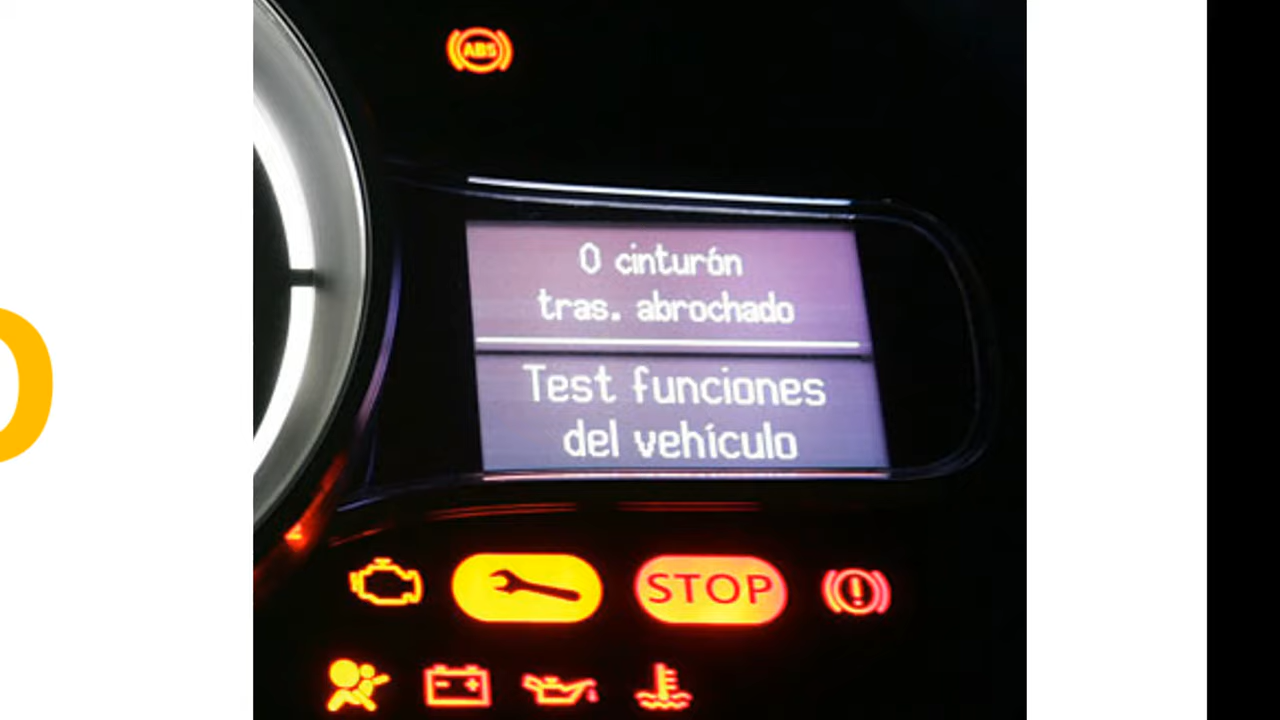 ABS
0 cinturón
tras. abrochado
Test funciones
del vehículo
STOP